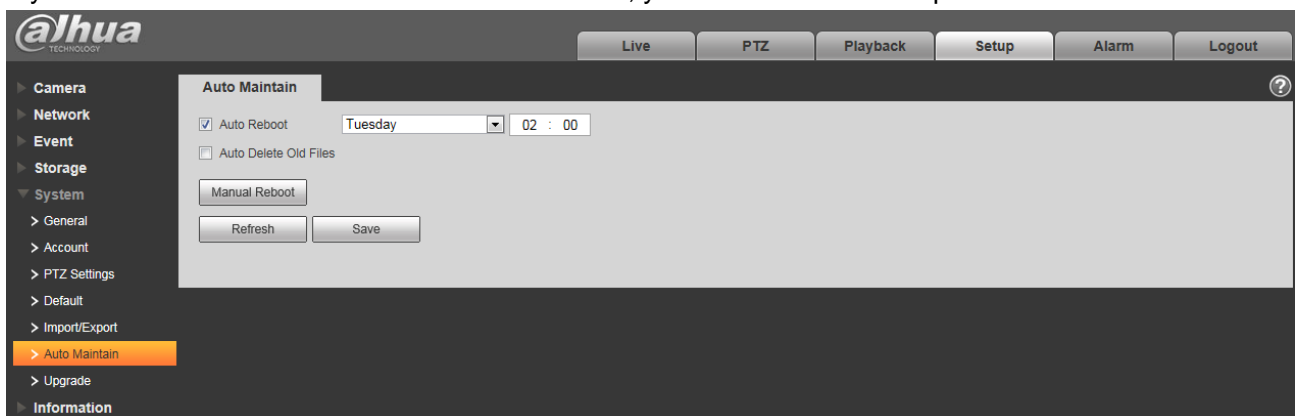 alhua
TECHNOLOGY
Live
PTZ
Playback
Setup
Alarm
Logout
Camera
Network
Event
Storage
System
> General
> Account
> PTZ Settings
> Default
> Import/Export
> Auto Maintain
> Upgrade
Information
Auto Maintain
?
Auto Reboot Tuesday 02 : 00
Auto Delete Old Files
Manual Reboot
Refresh Save